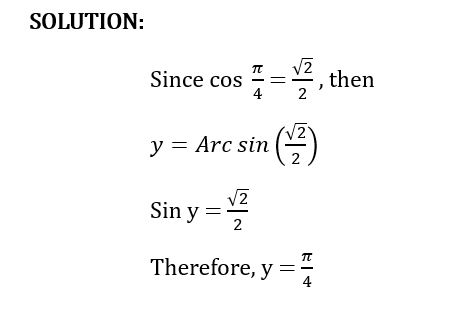 SOLUTION:
Since cos π/4 = √2/2 , then
y = Arc sin (√2/2)
Sin y = √2/2
Therefore, y = π/4